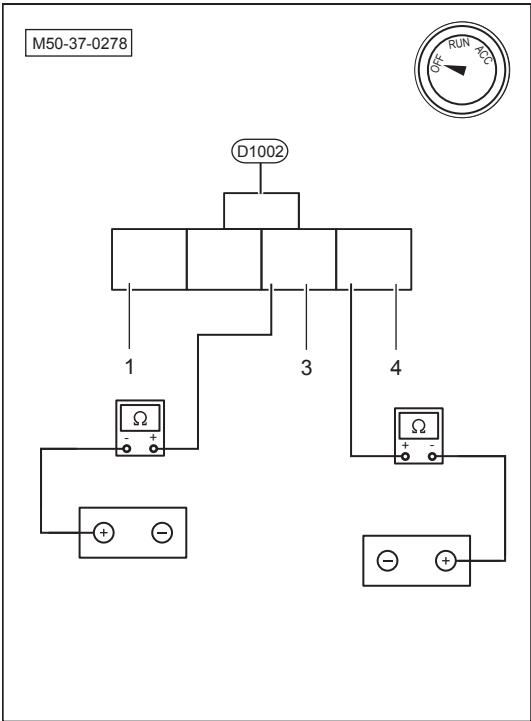 M50-37-0278
OFF RUN ACC
D1002
1 3 4
Ω Ω
- + + -
+ − − +